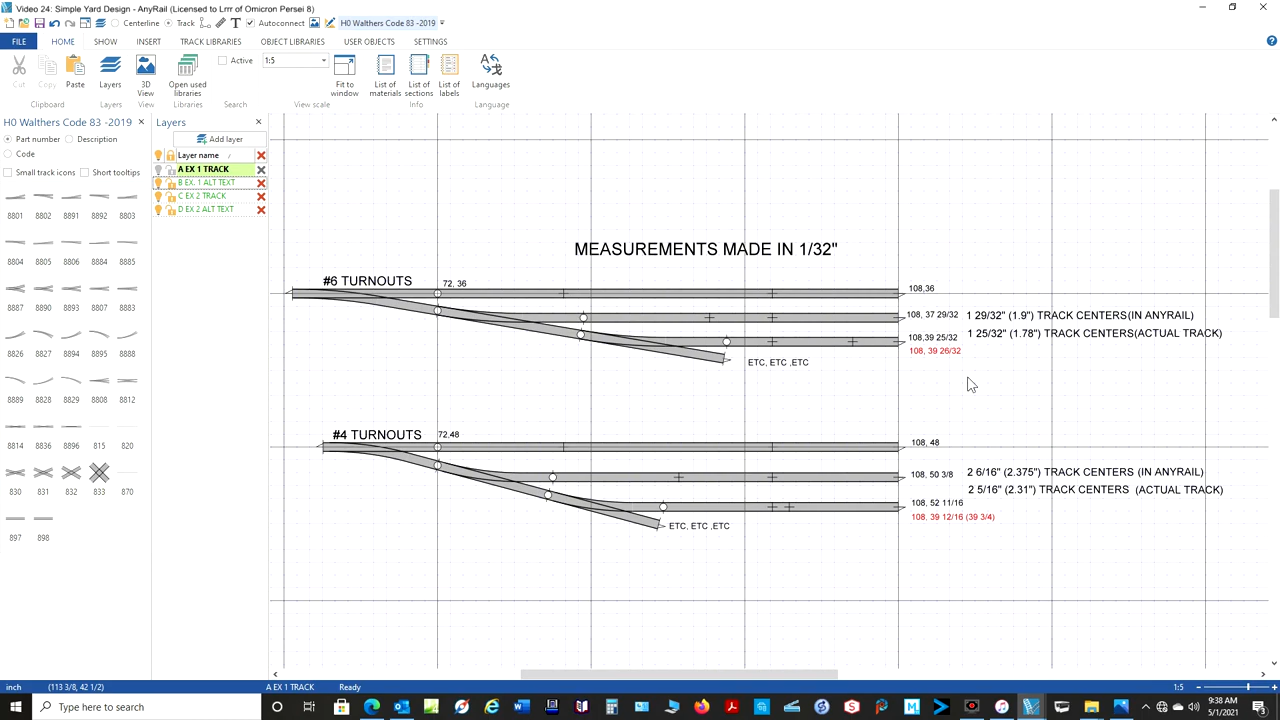 Video 24: Simple Yard Design - AnyRail (Licensed to Lrrr of Omicron Persei 8)
Centerline Track Autoconnect H0 Walthers Code 83 -2019
FILE HOME SHOW INSERT TRACK LIBRARIES OBJECT LIBRARIES USER OBJECTS SETTINGS
Cut Copy Paste Layers 3D View Open used libraries Active 1:5 Fit to window List of materials List of sections List of labels Languages
Clipboard Layers View Libraries Search View scale Info Language
H0 Walthers Code 83 -2019
Part number Description
Code
Small track icons Short tooltips
8801 8802 8891 8892 8803
8804 8805 8806 8884 8885
8893 8894 8890 8807 8883
8826 8827 8854 8853 8855
8889 8828 8829 8808 8812
8814 8836 8896 815 820
830 831 832 833 870
897 898
Layers
Add layer
Layer name
A EX 1 TRACK
B EX. 1 ALT TEXT
C EX 2 TRACK
D EX 2 ALT TEXT
MEASUREMENTS MADE IN 1/32"
#6 TURNOUTS
72, 36
108,36
108, 37 29/32
1 29/32" (1.9") TRACK CENTERS(IN ANYRAIL)
1 25/32" (1.78") TRACK CENTERS(ACTUAL TRACK)
108,39 25/32
108, 39 26/32
ETC, ETC ,ETC
#4 TURNOUTS
72,48
108, 48
108, 50 3/8
2 6/16" (2.375") TRACK CENTERS (IN ANYRAIL)
2 5/16" (2.31") TRACK CENTERS (ACTUAL TRACK)
108, 52 11/16
108, 39 12/16 (39 3/4)
ETC, ETC ,ETC
inch (113 3/8, 42 1/2) A EX 1 TRACK Ready 1:5
Type here to search
9:38 AM
5/1/2021